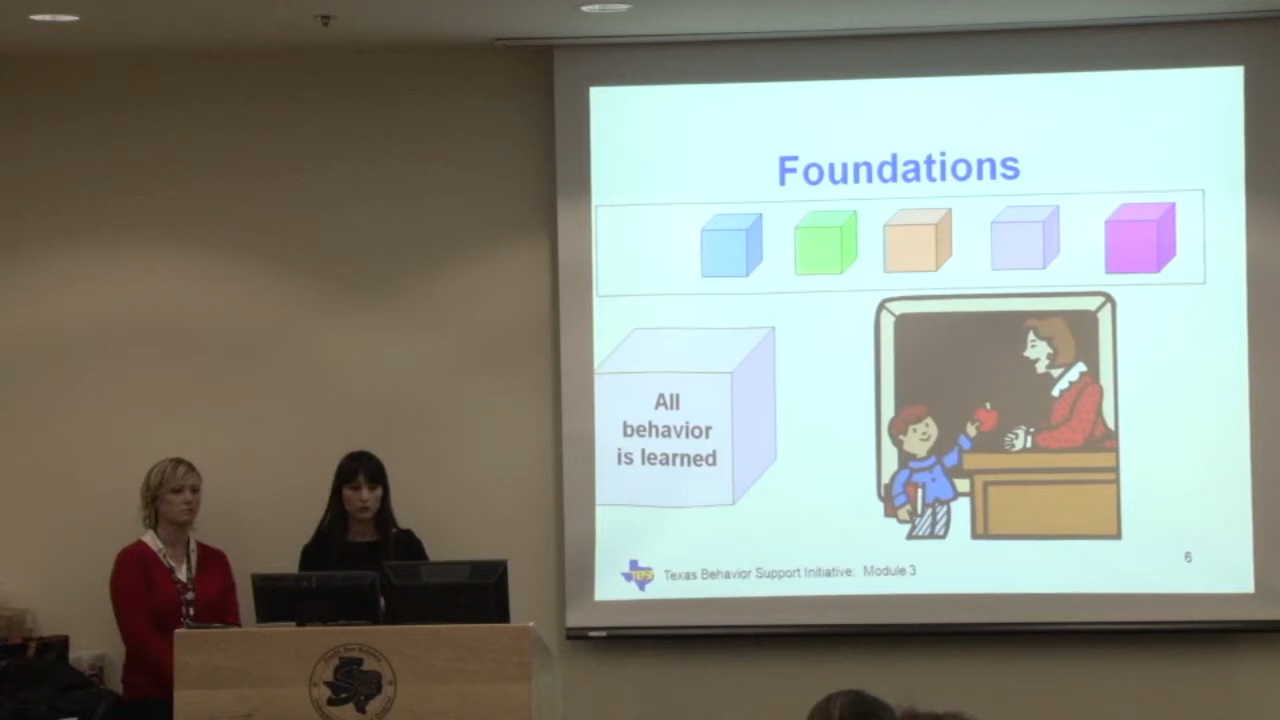 Foundations
All
behavior
is learned
Texas Behavior Support Initiative: Module 3
6